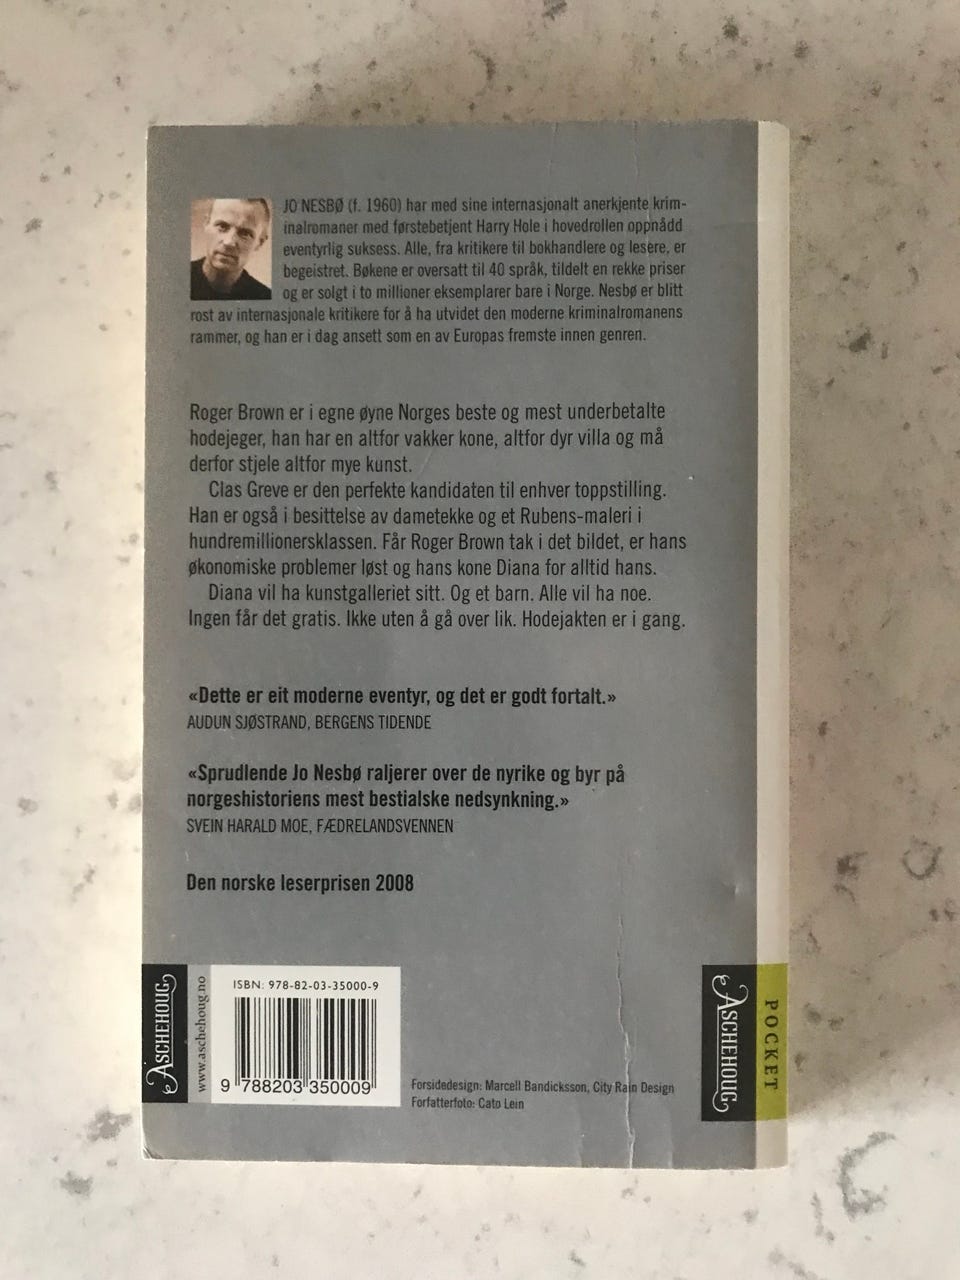 JO NESBØ (f. 1960) har med sine internasjonalt anerkjente krim-
inalromaner med førstebetjent Harry Hole i hovedrollen oppnådd
eventyrlig suksess. Alle, fra kritikere til bokhandlere og lesere, er
begeistret. Bøkene er oversatt til 40 språk, tildelt en rekke priser
og er solgt i to millioner eksemplarer bare i Norge. Nesbø er blitt
rost av internasjonale kritikere for å ha utvidet den moderne kriminalromanens
rammer, og han er i dag ansett som en av Europas fremste innen genren.
Roger Brown er i egne øyne Norges beste og mest underbetalte
hodejeger, han har en altfor vakker kone, altfor dyr villa og må
derfor stjele altfor mye kunst.
Clas Greve er den perfekte kandidaten til enhver toppstilling.
Han er også i besittelse av dametekke og et Rubens-maleri i
hundremillionersklassen. Får Roger Brown tak i det bildet, er hans
økonomiske problemer løst og hans kone Diana for alltid hans.
Diana vil ha kunstgalleriet sitt. Og et barn. Alle vil ha noe.
Ingen får det gratis. Ikke uten å gå over lik. Hodejakten er i gang.
«Dette er eit moderne eventyr, og det er godt fortalt.»
AUDUN SJØSTRAND, BERGENS TIDENDE
«Sprudlende Jo Nesbø raljerer over de nyrike og byr på
norgeshistoriens mest bestialske nedsynkning.»
SVEIN HARALD MOE, FÆDRELANDSVENNEN
Den norske leserprisen 2008
ASCHEHOUG
www.aschehoug.no
ISBN: 978-82-03-35000-9
9 788203 350009
Forsidedesign: Marcell Bandicksson, City Rain Design
Forfatterfoto: Cato Lein
ASCHEHOUG
POCKET